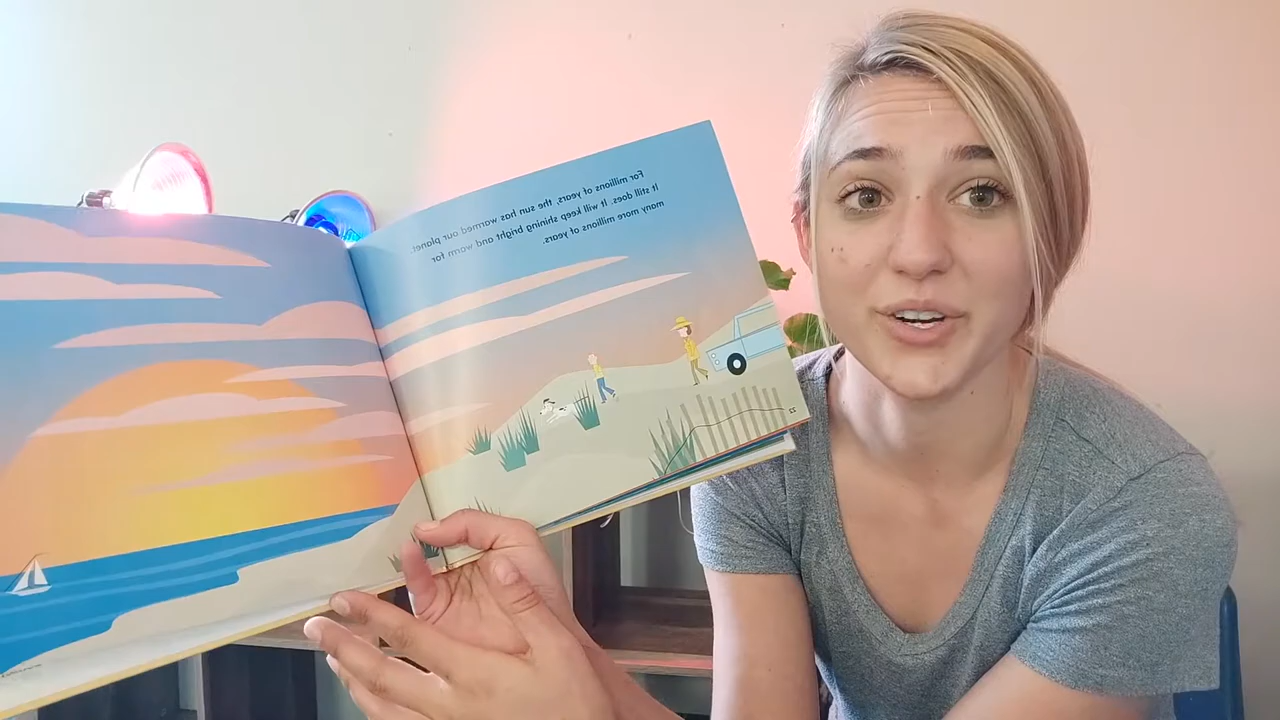 For millions of years, the sun has warmed our planet.
It still does. It will keep shining bright and warm for
many more millions of years.
22